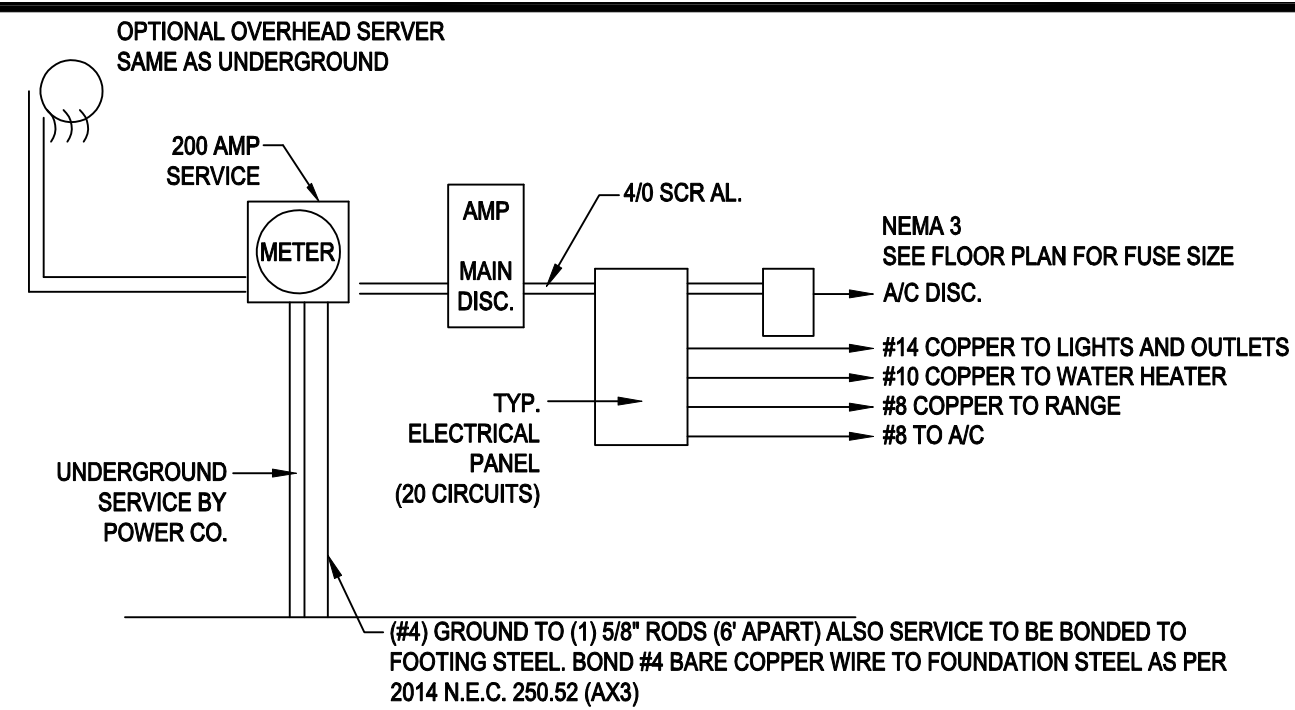 OPTIONAL OVERHEAD SERVER
SAME AS UNDERGROUND
200 AMP
SERVICE
METER
AMP
MAIN
DISC.
4/0 SCR AL.
NEMA 3
SEE FLOOR PLAN FOR FUSE SIZE
A/C DISC.
#14 COPPER TO LIGHTS AND OUTLETS
#10 COPPER TO WATER HEATER
#8 COPPER TO RANGE
#8 TO A/C
TYP.
ELECTRICAL
PANEL
(20 CIRCUITS)
UNDERGROUND
SERVICE BY
POWER CO.
(#4) GROUND TO (1) 5/8" RODS (6' APART) ALSO SERVICE TO BE BONDED TO
FOOTING STEEL. BOND #4 BARE COPPER WIRE TO FOUNDATION STEEL AS PER
2014 N.E.C. 250.52 (AX3)